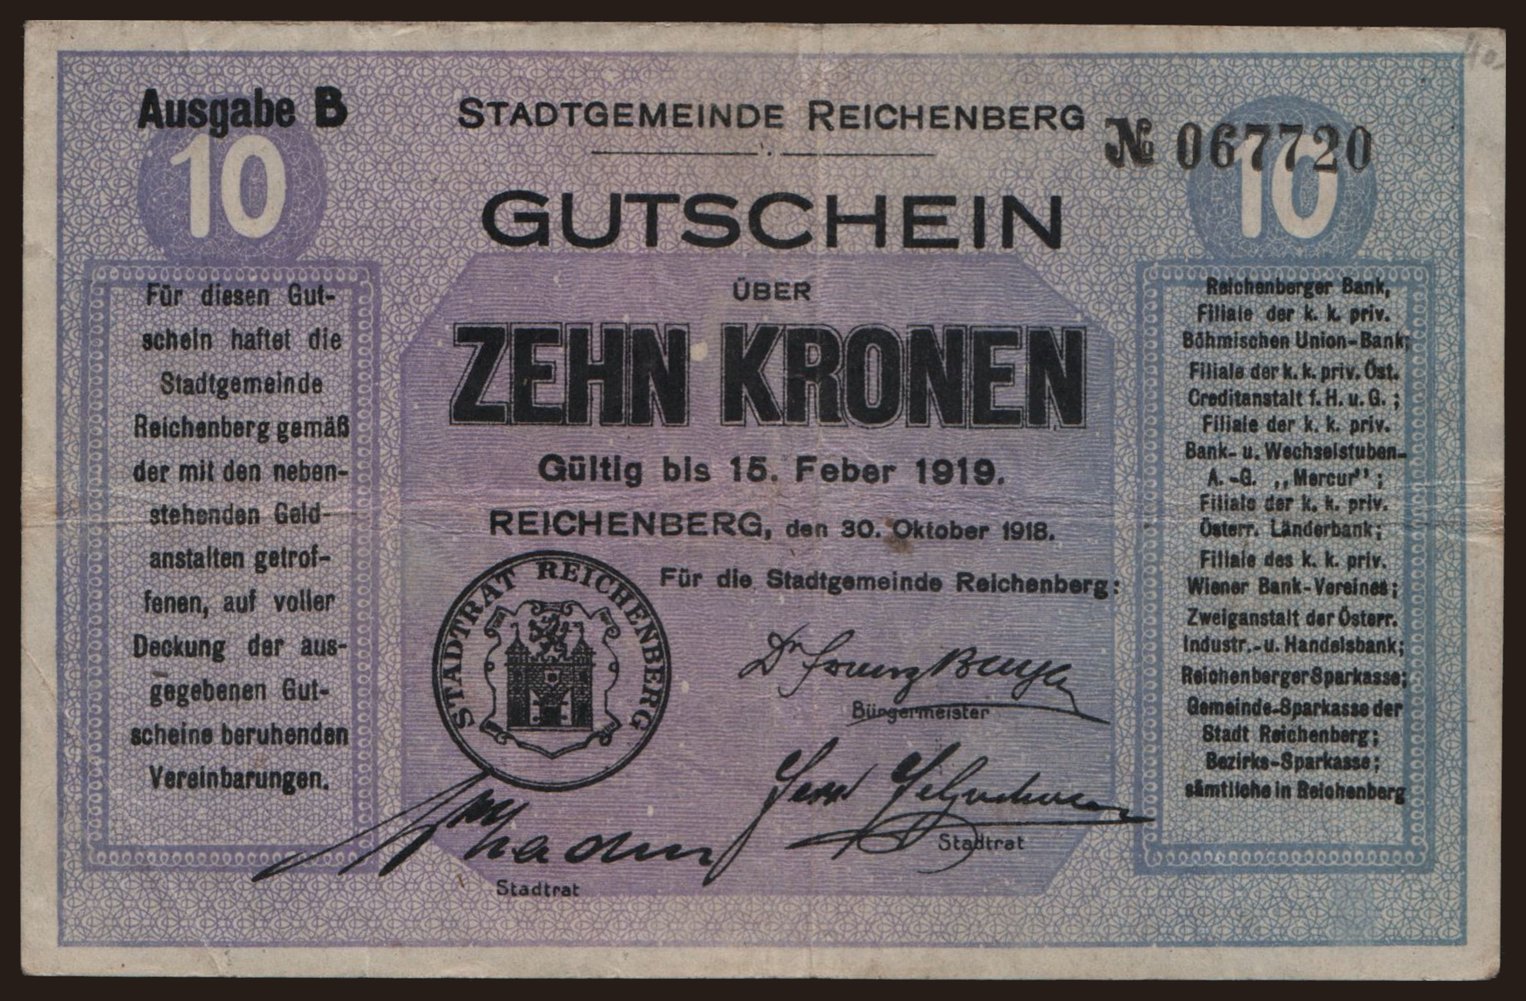 Ausgabe B
10
STADTGEMEINDE REICHENBERG
№ 067720
10
GUTSCHEIN
ÜBER
ZEHN KRONEN
Gültig bis 15. Feber 1919.
REICHENBERG, den 30. Oktober 1918.
Für die Stadtgemeinde Reichenberg:
Für diesen Gut-
schein haftet die
Stadtgemeinde
Reichenberg gemäß
der mit den neben-
stehenden Geld-
anstalten getrof-
fenen, auf voller
Deckung der aus-
gegebenen Gut-
scheine beruhenden
Vereinbarungen.
STADTRAT REICHENBERG
Dr Franz Bayer
Bürgermeister
Stadtrat
Stadtrat
Reichenberger Bank,
Filiale der k. k. priv.
Böhmischen Union-Bank;
Filiale der k. k. priv. Öst.
Creditanstalt f. H. u. G. ;
Filiale der k. k. priv.
Bank- u. Wechselstuben-
A.-G. ,,Mercur'' ;
Filiale der k. k. priv.
Österr. Länderbank;
Filiale des k. k. priv.
Wiener Bank-Vereines;
Zweiganstalt der Österr.
Industr.- u. Handelsbank;
Reichenberger Sparkasse;
Gemeinde-Sparkasse der
Stadt Reichenberg;
Bezirks-Sparkasse;
sämtliche in Reichenberg